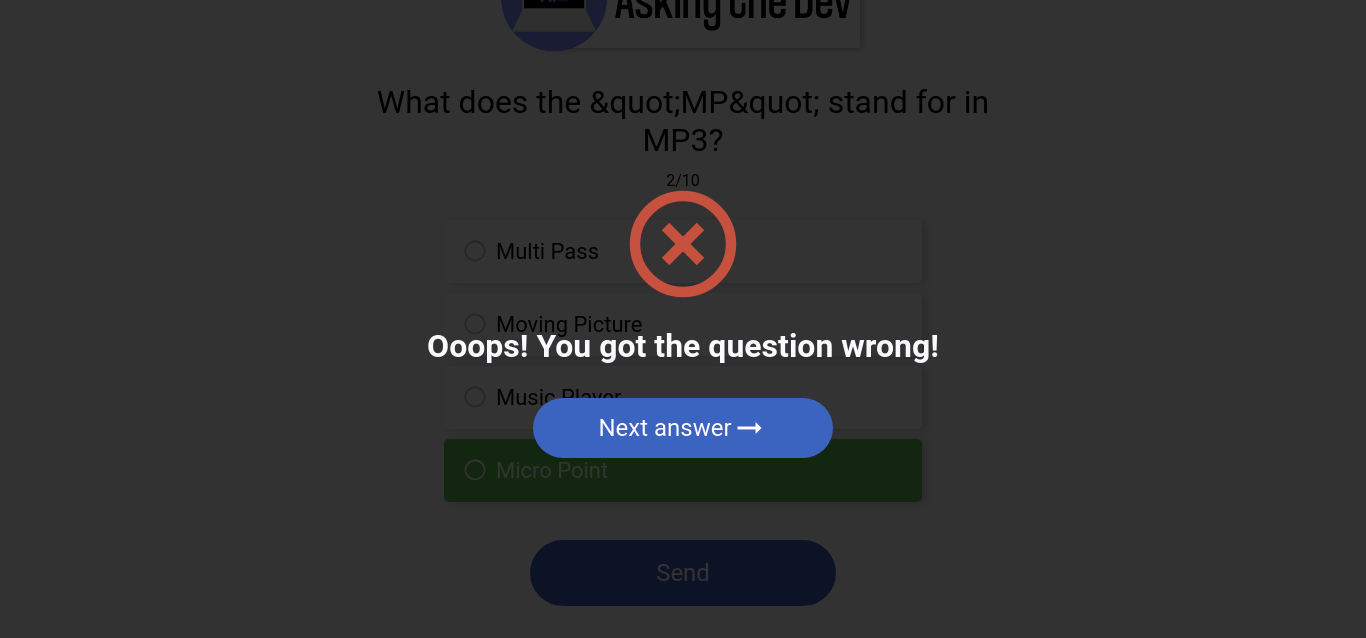 Asking the Dev
What does the &quot;MP&quot; stand for in
MP3?
2/10
Multi Pass
Moving Picture
Ooops! You got the question wrong!
Music Player
Next answer
Micro Point
Send